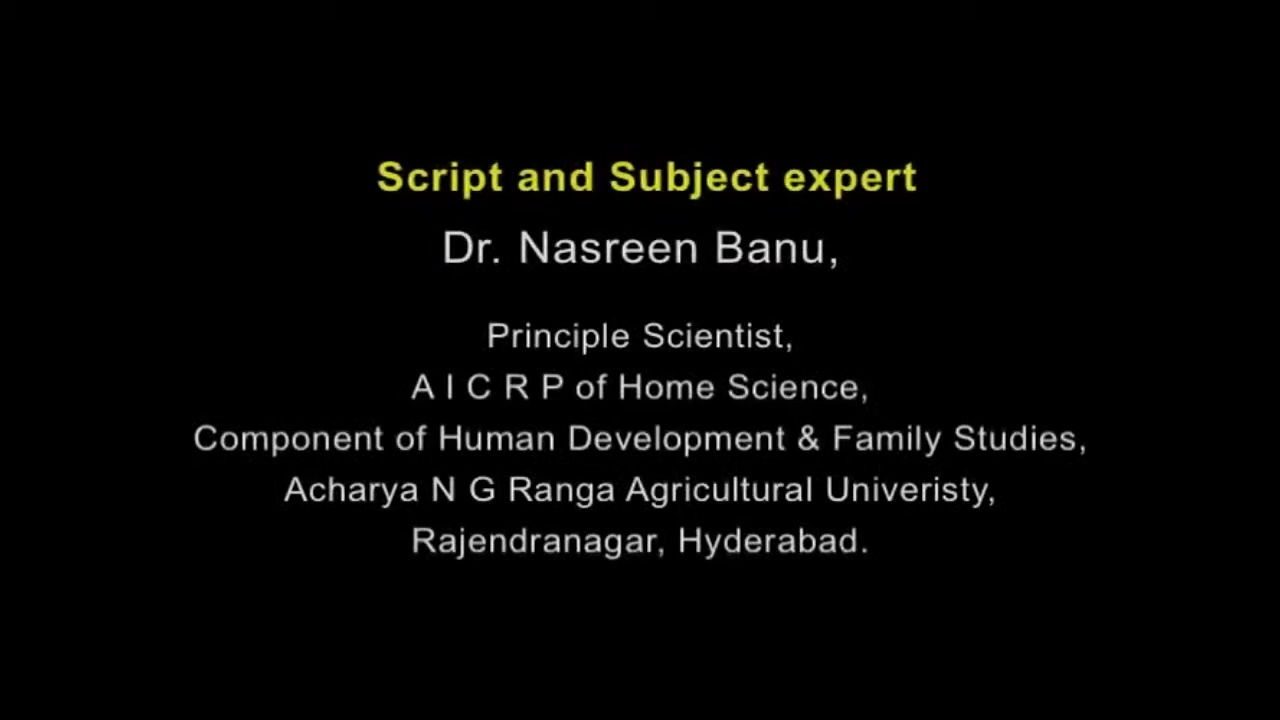 Script and Subject expert
Dr. Nasreen Banu,
Principle Scientist,
A I C R P of Home Science,
Component of Human Development & Family Studies,
Acharya N G Ranga Agricultural Univeristy,
Rajendranagar, Hyderabad.